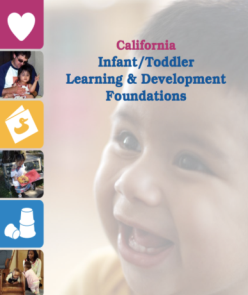 California
Infant/Toddler
Learning & Development
Foundations